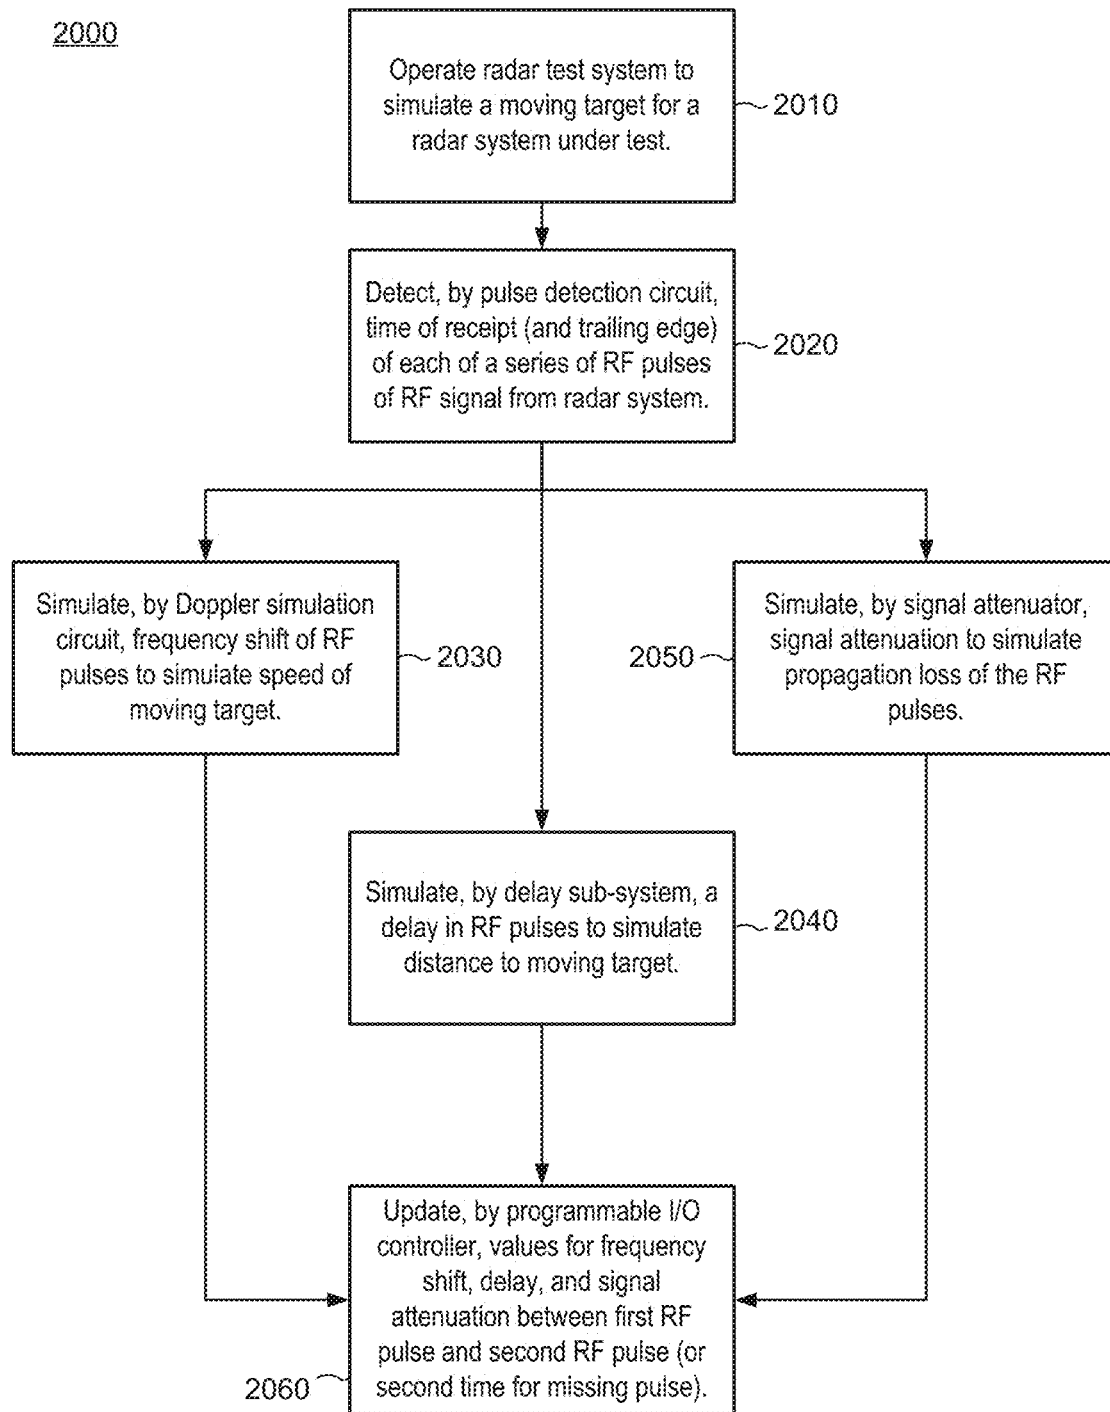 2000
Operate radar test system to
simulate a moving target for a
radar system under test.
2010
Detect, by pulse detection circuit,
time of receipt (and trailing edge)
of each of a series of RF pulses
of RF signal from radar system.
2020
Simulate, by Doppler simulation
circuit, frequency shift of RF
pulses to simulate speed of
moving target.
2030
2050
Simulate, by signal attenuator,
signal attenuation to simulate
propagation loss of the RF
pulses.
Simulate, by delay sub-system, a
delay in RF pulses to simulate
distance to moving target.
2040
Update, by programmable I/O
controller, values for frequency
shift, delay, and signal
attenuation between first RF
pulse and second RF pulse (or
second time for missing pulse).
2060